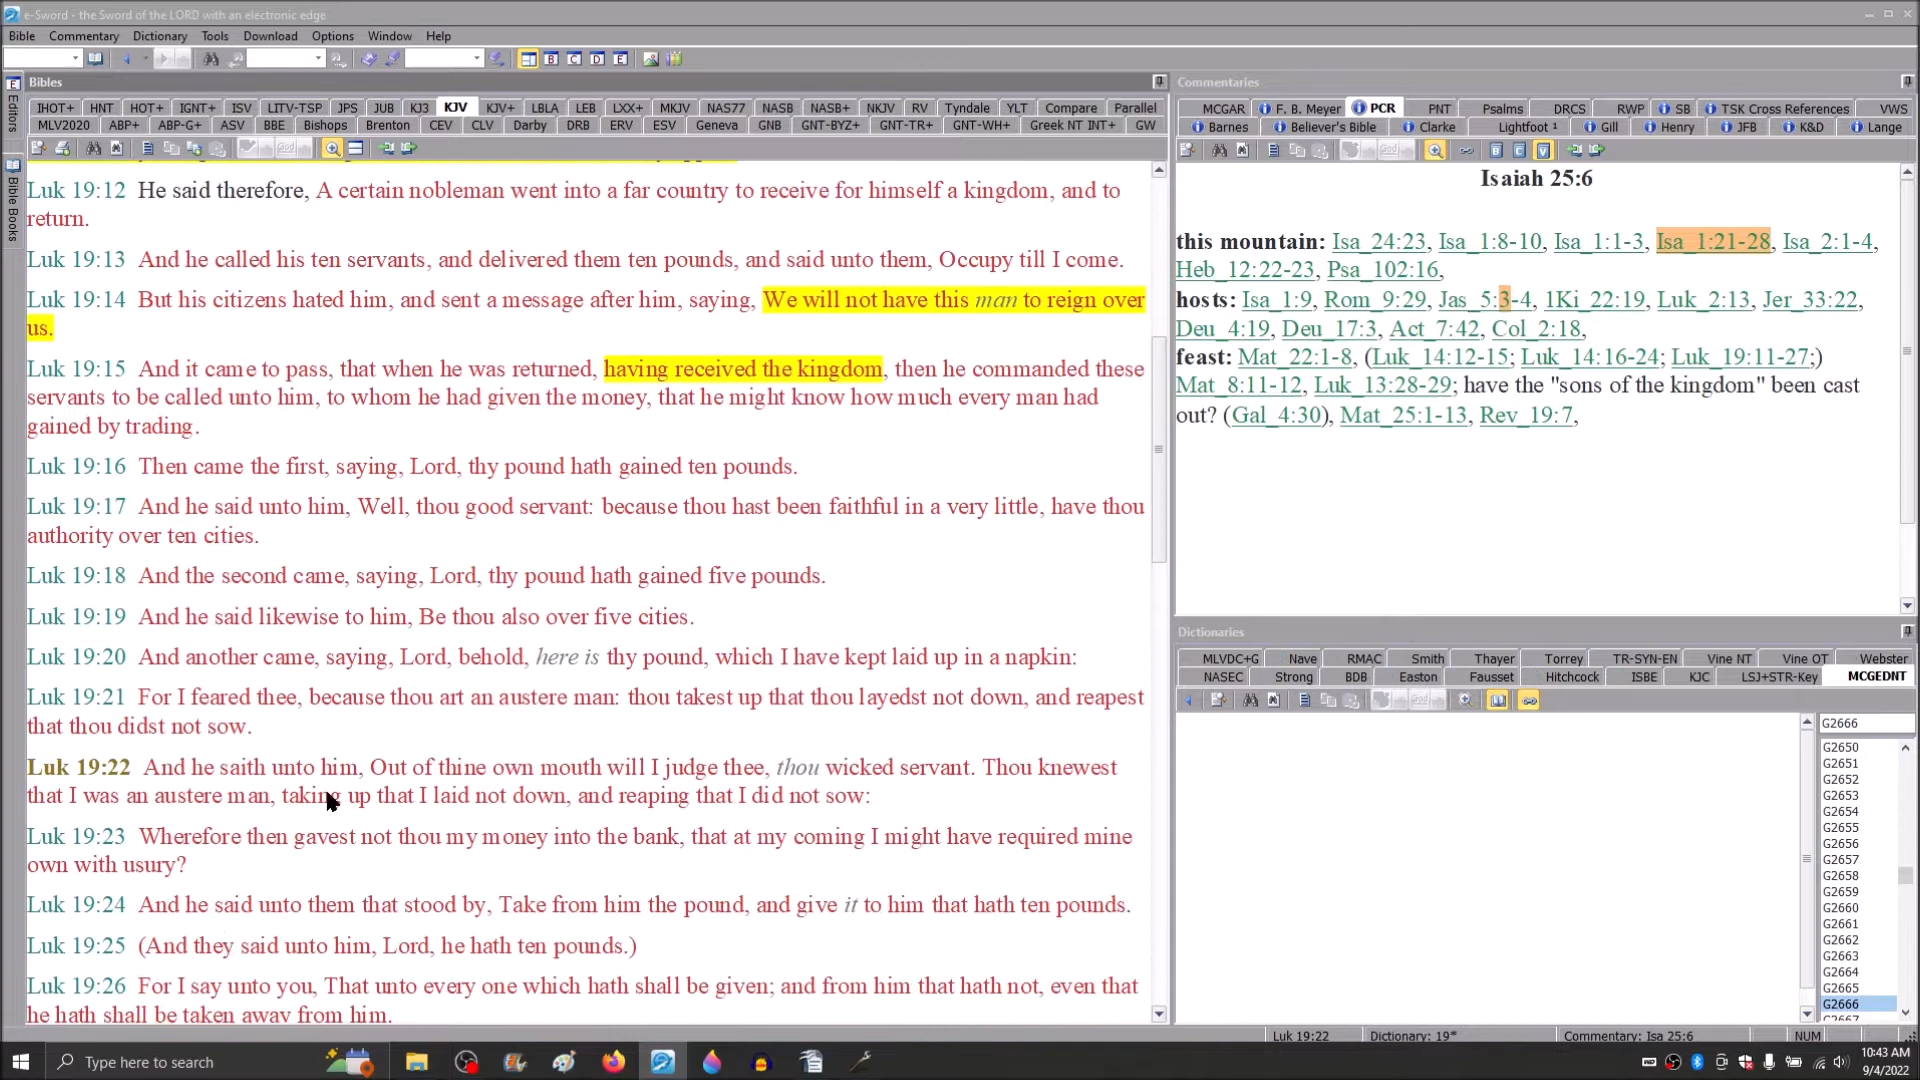 e-Sword - the Sword of the LORD with an electronic edge
Bible Commentary Dictionary Tools Download Options Window Help
Bibles
IHOT+ HNT HOT+ IGNT+ ISV LITV-TSP JPS JUB KJ3 KJV KJV+ LBLA LEB LXX+ MKJV NAS77 NASB NASB+ NKJV RV Tyndale YLT Compare Parallel
MLV2020 ABP+ ABP-G+ ASV BBE Bishops Brenton CEV CLV Darby DRB ERV ESV Geneva GNB GNT-BYZ+ GNT-TR+ GNT-WH+ Greek NT INT+ GW
Editors
Bible Books
Luk 19:12 He said therefore, A certain nobleman went into a far country to receive for himself a kingdom, and to
return.
Luk 19:13 And he called his ten servants, and delivered them ten pounds, and said unto them, Occupy till I come.
Luk 19:14 But his citizens hated him, and sent a message after him, saying, We will not have this man to reign over
us.
Luk 19:15 And it came to pass, that when he was returned, having received the kingdom, then he commanded these
servants to be called unto him, to whom he had given the money, that he might know how much every man had
gained by trading.
Luk 19:16 Then came the first, saying, Lord, thy pound hath gained ten pounds.
Luk 19:17 And he said unto him, Well, thou good servant: because thou hast been faithful in a very little, have thou
authority over ten cities.
Luk 19:18 And the second came, saying, Lord, thy pound hath gained five pounds.
Luk 19:19 And he said likewise to him, Be thou also over five cities.
Luk 19:20 And another came, saying, Lord, behold, here is thy pound, which I have kept laid up in a napkin:
Luk 19:21 For I feared thee, because thou art an austere man: thou takest up that thou layedst not down, and reapest
that thou didst not sow.
Luk 19:22 And he saith unto him, Out of thine own mouth will I judge thee, thou wicked servant. Thou knewest
that I was an austere man, taking up that I laid not down, and reaping that I did not sow:
Luk 19:23 Wherefore then gavest not thou my money into the bank, that at my coming I might have required mine
own with usury?
Luk 19:24 And he said unto them that stood by, Take from him the pound, and give it to him that hath ten pounds.
Luk 19:25 (And they said unto him, Lord, he hath ten pounds.)
Luk 19:26 For I say unto you, That unto every one which hath shall be given; and from him that hath not, even that
he hath shall be taken away from him.
Commentaries
MCGAR F. B. Meyer PCR PNT Psalms DRCS RWP SB TSK Cross References VWS
Barnes Believer's Bible Clarke Lightfoot ¹ Gill Henry JFB K&D Lange
Isaiah 25:6
this mountain: Isa_24:23, Isa_1:8-10, Isa_1:1-3, Isa_1:21-28, Isa_2:1-4,
Heb_12:22-23, Psa_102:16,
hosts: Isa_1:9, Rom_9:29, Jas_5:3-4, 1Ki_22:19, Luk_2:13, Jer_33:22,
Deu_4:19, Deu_17:3, Act_7:42, Col_2:18,
feast: Mat_22:1-8, (Luk_14:12-15; Luk_14:16-24; Luk_19:11-27;)
Mat_8:11-12, Luk_13:28-29; have the "sons of the kingdom" been cast
out? (Gal_4:30), Mat_25:1-13, Rev_19:7,
Dictionaries
MLVDC+G Nave RMAC Smith Thayer Torrey TR-SYN-EN Vine NT Vine OT Webster
NASEC Strong BDB Easton Fausset Hitchcock ISBE KJC LSJ+STR-Key MCGEDNT
G2666
G2650
G2651
G2652
G2653
G2654
G2655
G2656
G2657
G2658
G2659
G2660
G2661
G2662
G2663
G2664
G2665
G2666
G2667
Luk 19:22 Dictionary: 19* Commentary: Isa 25:6 NUM
Type here to search
10:43 AM
9/4/2022